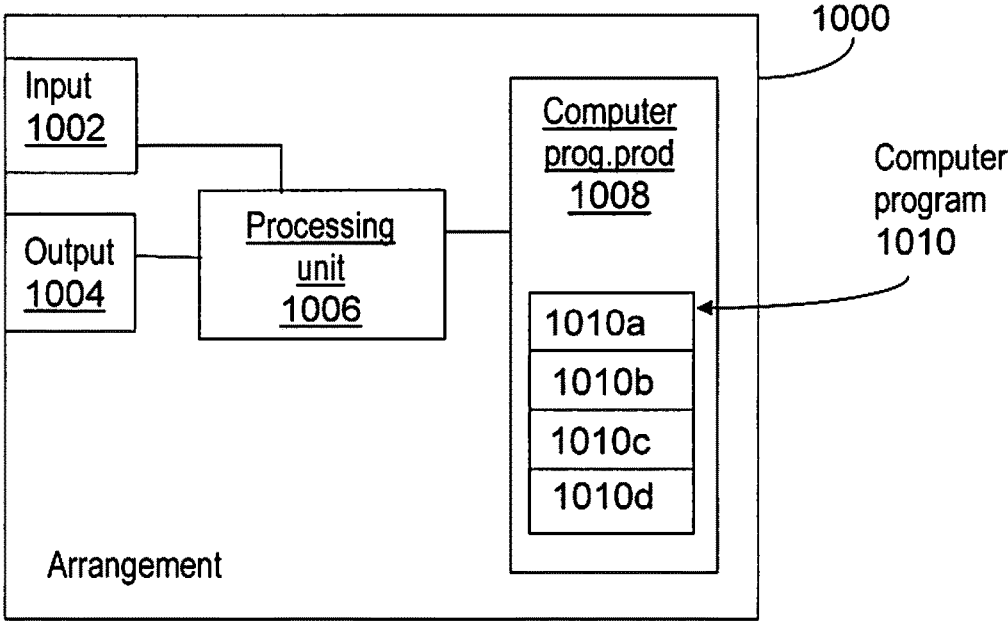 1000
Input
1002
Output
1004
Processing
unit
1006
Computer
prog.prod
1008
1010a
1010b
1010c
1010d
Computer
program
1010
Arrangement